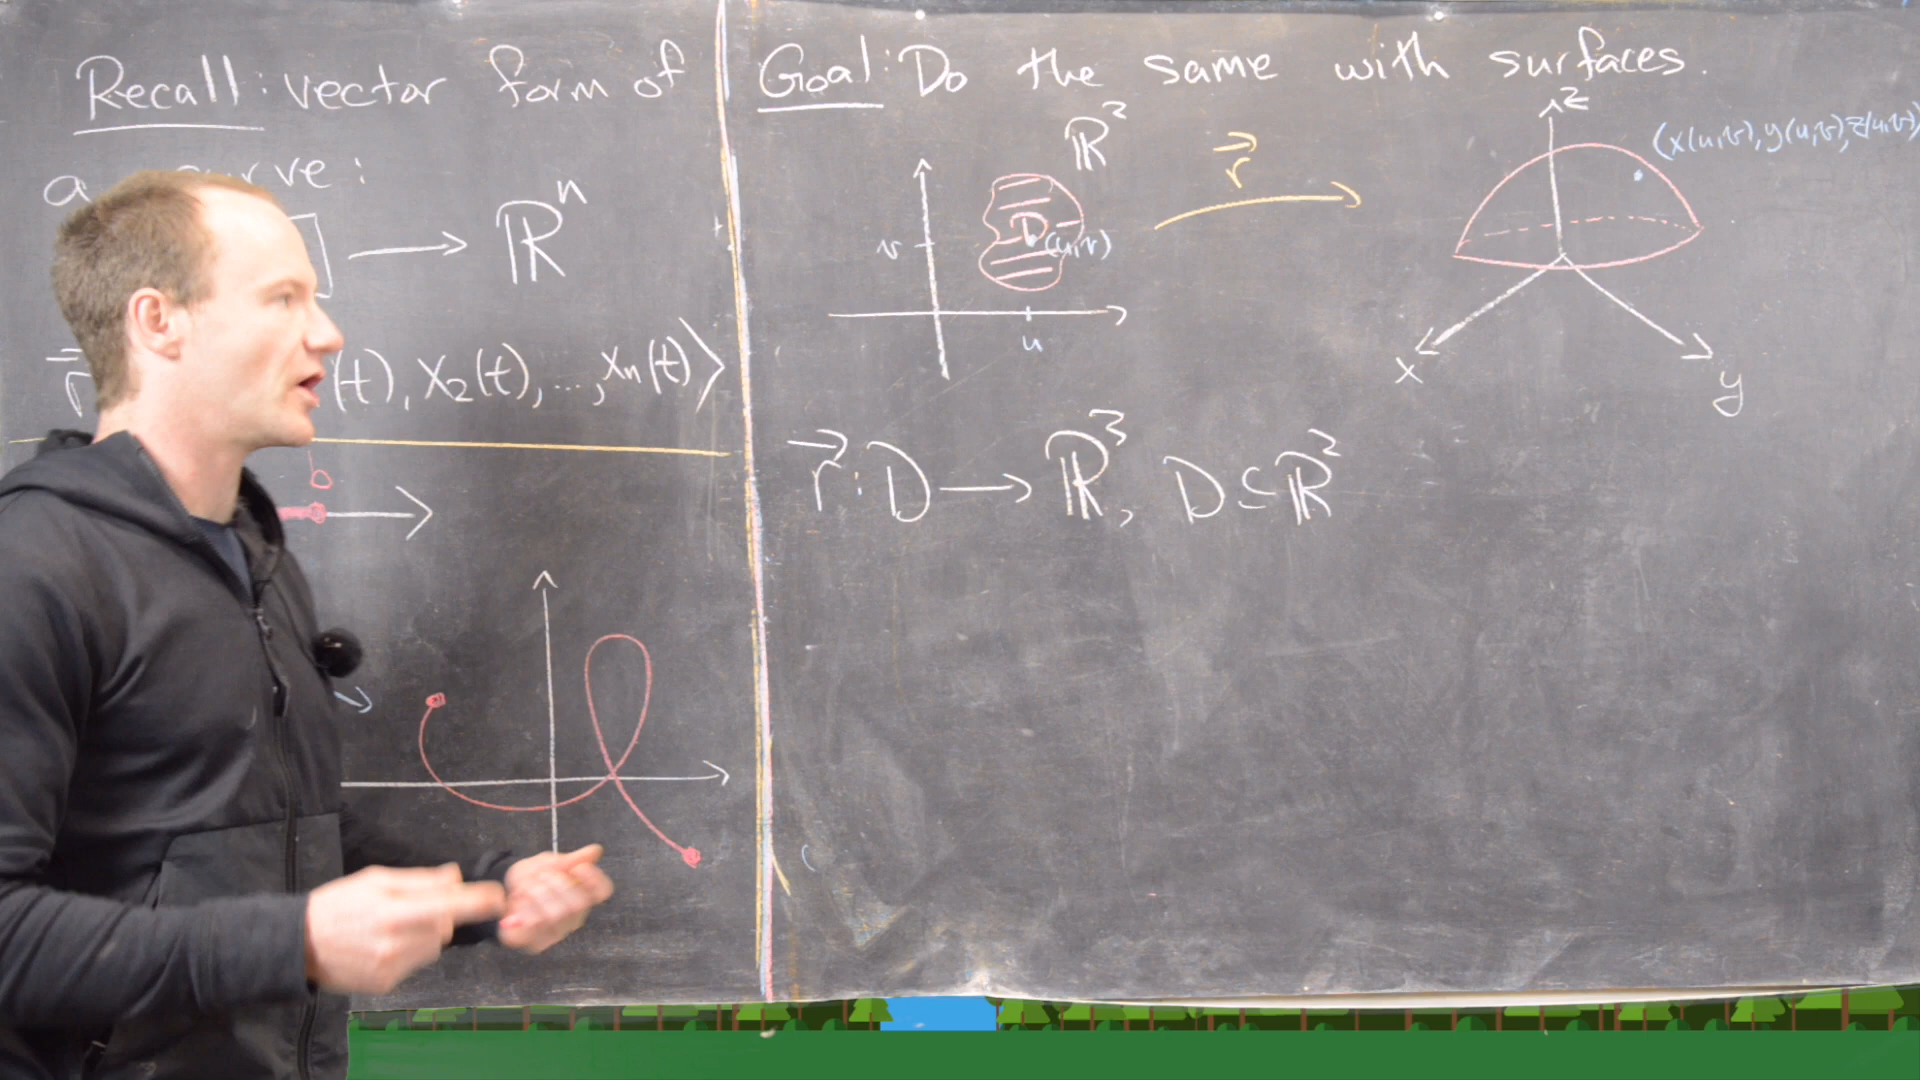 Recall: vector form of
a curve:
→ ℝⁿ
(t), x₂(t), ..., xₙ(t)⟩
b
Goal: Do the same with surfaces.
ℝ²
r⃗
z
(x(u,v), y(u,v), z(u,v))
D
v
(u,v)
u
x
y
r⃗: D → ℝ³, D ⊆ ℝ²